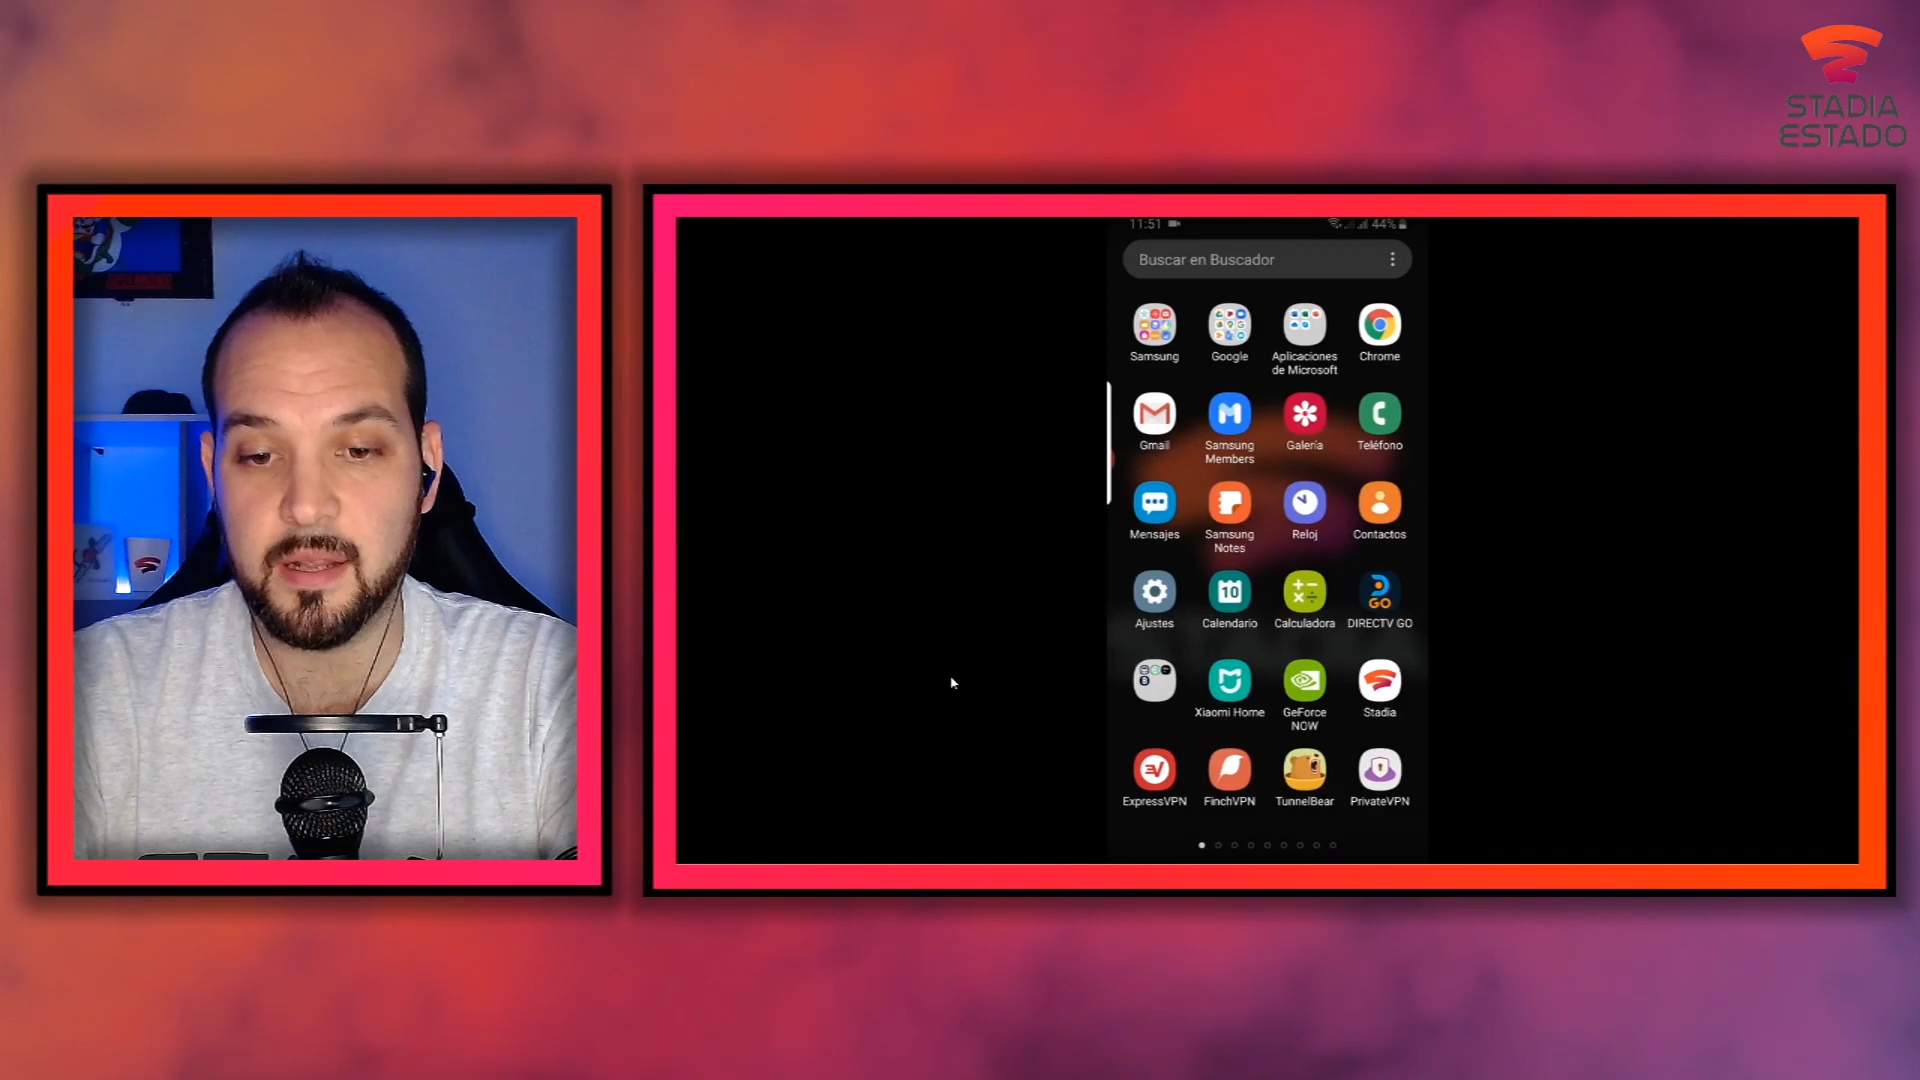 STADIA
ESTADO
11:51 44%
Buscar en Buscador
Samsung Google Aplicaciones de Microsoft Chrome
Gmail Samsung Members Galería Teléfono
Mensajes Samsung Notes Reloj Contactos
10
GO
Ajustes Calendario Calculadora DIRECTV GO
Xiaomi Home GeForce NOW Stadia
ExpressVPN FinchVPN TunnelBear PrivateVPN